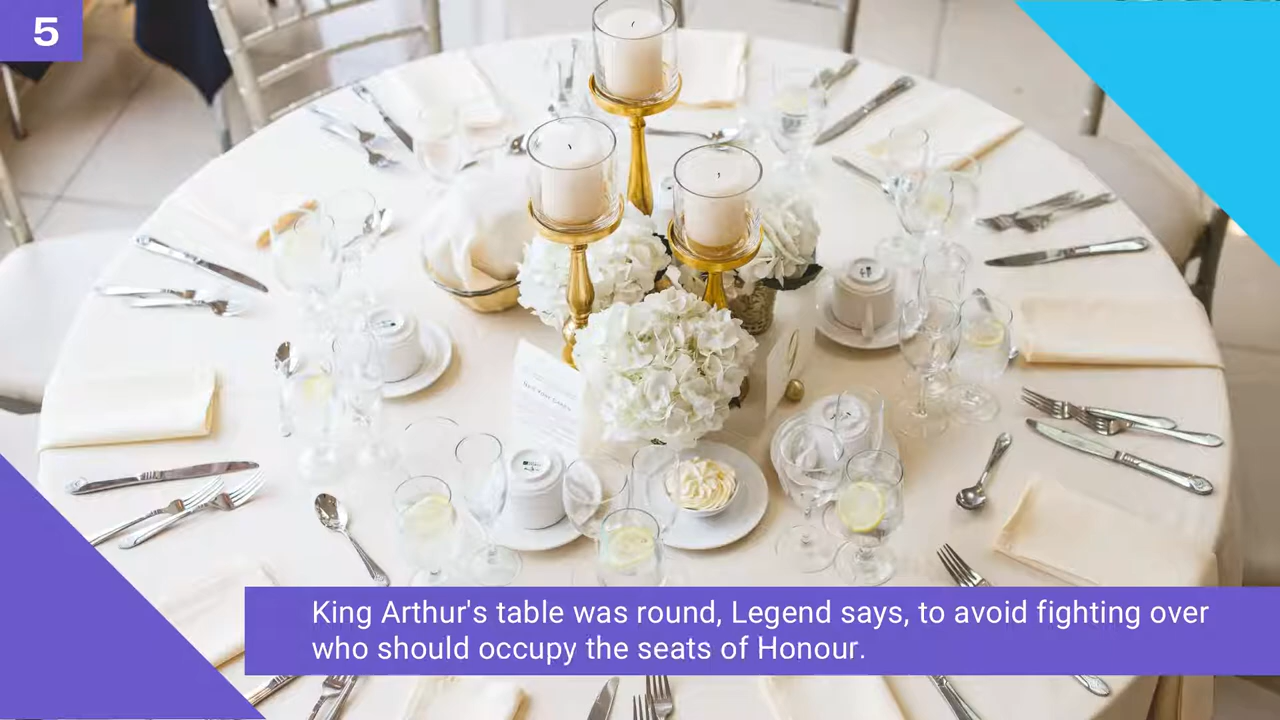 5
King Arthur's table was round, Legend says, to avoid fighting over
who should occupy the seats of Honour.